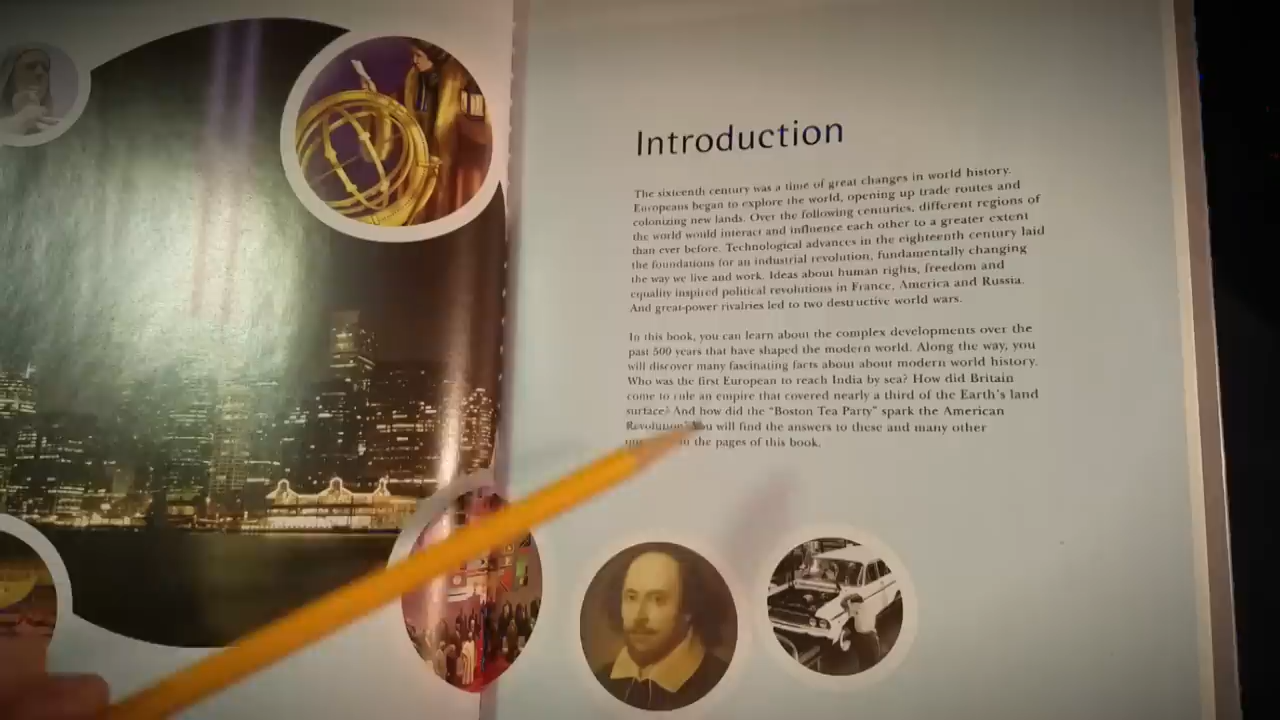 Introduction
The sixteenth century was a time of great changes in world history.
Europeans began to explore the world, opening up trade routes and
colonizing new lands. Over the following centuries, different regions of
the world would interact and influence each other to a greater extent
than ever before. Technological advances in the eighteenth century laid
the foundations for an industrial revolution, fundamentally changing
the way we live and work. Ideas about human rights, freedom and
equality inspired political revolutions in France, America and Russia.
And great-power rivalries led to two destructive world wars.
In this book, you can learn about the complex developments over the
past 500 years that have shaped the modern world. Along the way, you
will discover many fascinating facts about about modern world history.
Who was the first European to reach India by sea? How did Britain
come to rule an empire that covered nearly a third of the Earth's land
surface? And how did the "Boston Tea Party" spark the American
Revolution? You will find the answers to these and many other
in the pages of this book.